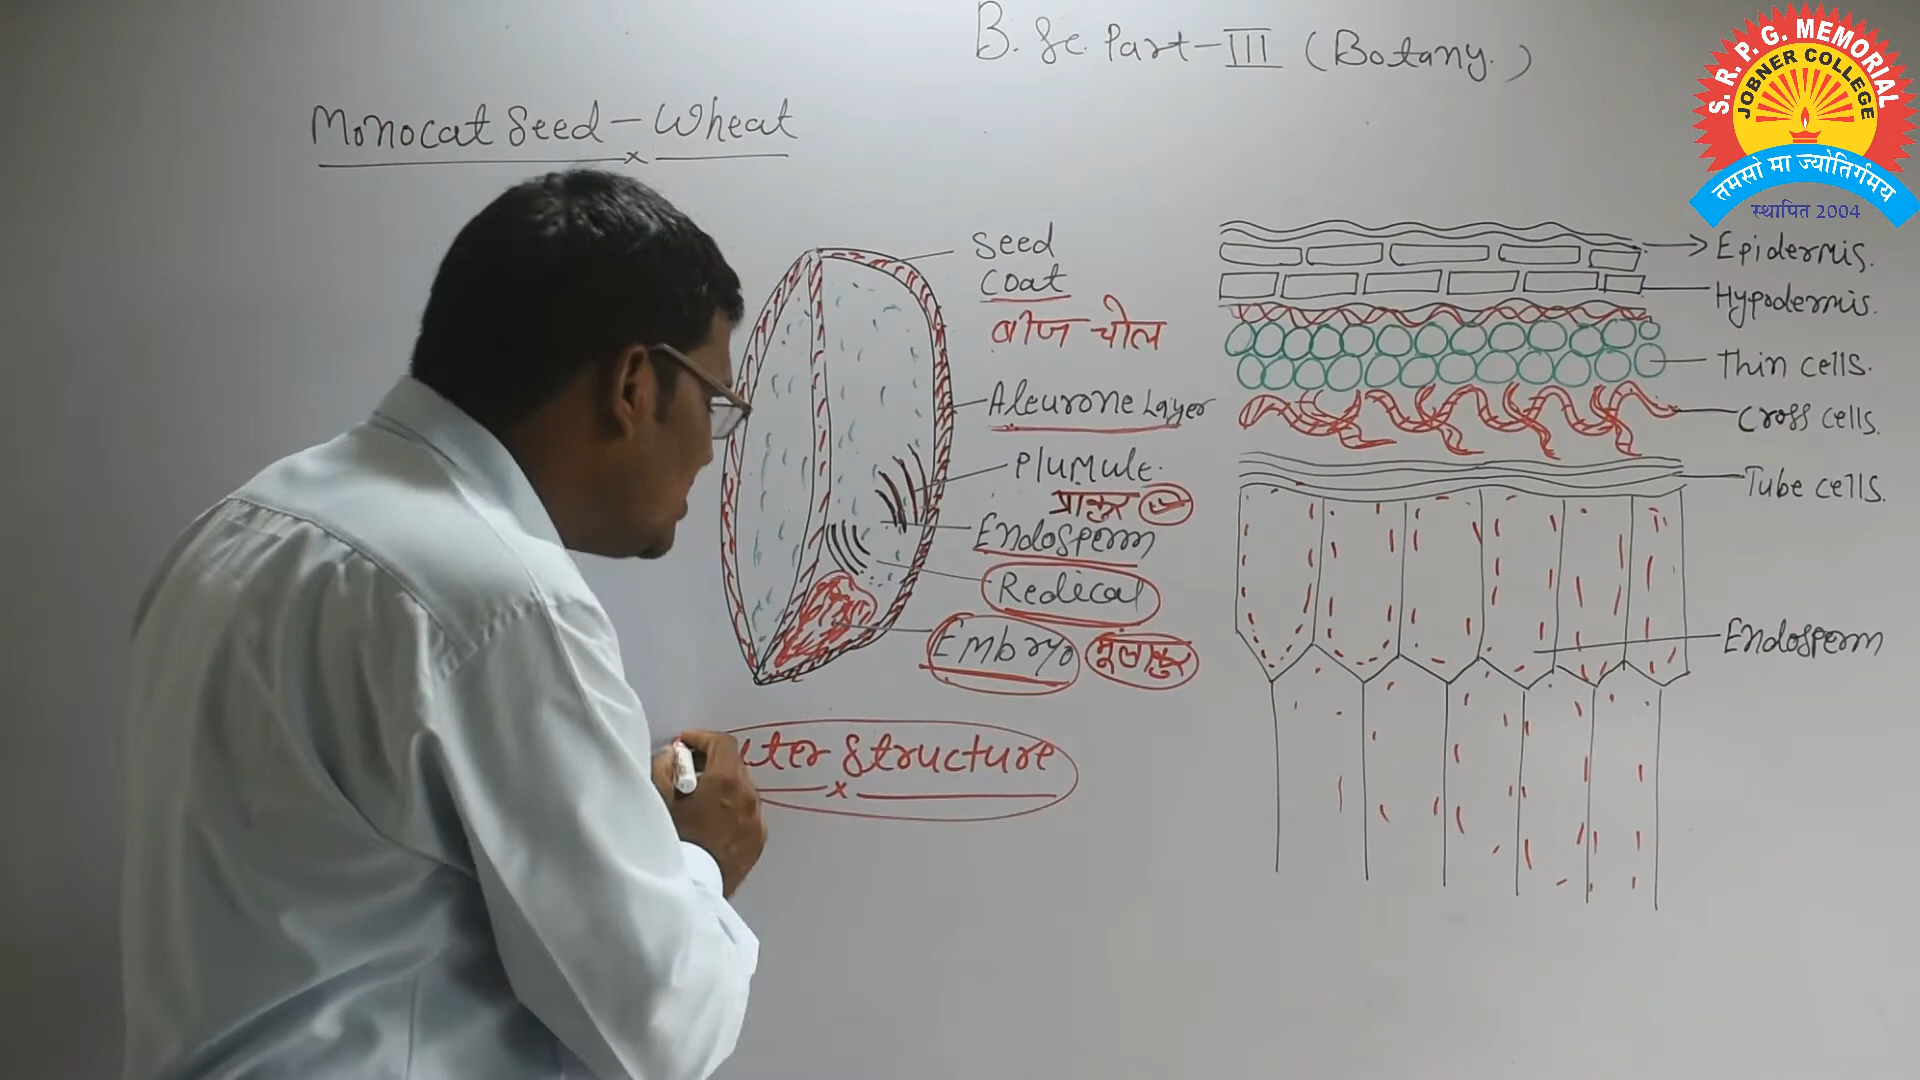 B. Sc. Part-III (Botany.)
Monocat Seed - Wheat
Seed
Coat
बीज चोल
Aleurone Layer
Plumule.
प्रांकुर
Endosperm
Redical
Embryo मूलांकुर
uter Structure
Epidermis.
Hypodermis.
Thin cells.
Cross cells.
Tube cells.
Endosperm
S. R. P. G. MEMORIAL
JOBNER COLLEGE
तमसो मा ज्योतिर्गमय
स्थापित 2004